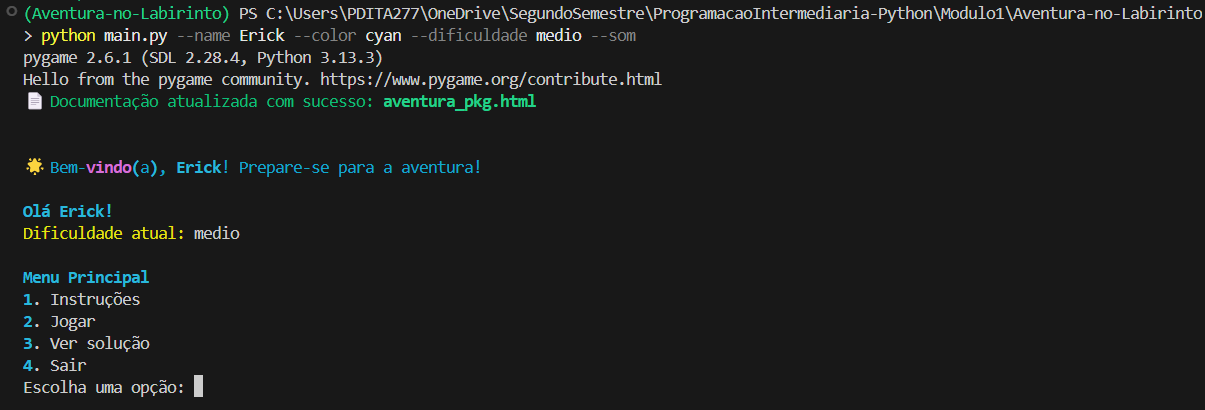 (Aventura-no-Labirinto) PS C:\Users\PDITA277\OneDrive\SegundoSemestre\ProgramacaoIntermediaria-Python\Modulo1\Aventura-no-Labirinto
> python main.py --name Erick --color cyan --dificuldade medio --som
pygame 2.6.1 (SDL 2.28.4, Python 3.13.3)
Hello from the pygame community. https://www.pygame.org/contribute.html
📄 Documentação atualizada com sucesso: aventura_pkg.html
🌟 Bem-vindo(a), Erick! Prepare-se para a aventura!
Olá Erick!
Dificuldade atual: medio
Menu Principal
1. Instruções
2. Jogar
3. Ver solução
4. Sair
Escolha uma opção: